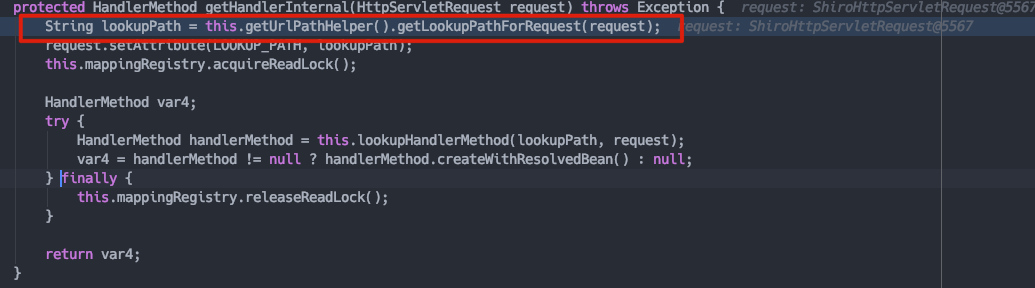 protected HandlerMethod getHandlerInternal(HttpServletRequest request) throws Exception {  request: ShiroHttpServletRequest@5567
    String lookupPath = this.getUrlPathHelper().getLookupPathForRequest(request);  request: ShiroHttpServletRequest@5567
    request.setAttribute(LOOKUP_PATH, lookupPath);
    this.mappingRegistry.acquireReadLock();
    HandlerMethod var4;
    try {
        HandlerMethod handlerMethod = this.lookupHandlerMethod(lookupPath, request);
        var4 = handlerMethod != null ? handlerMethod.createWithResolvedBean() : null;
    } finally {
        this.mappingRegistry.releaseReadLock();
    }
    return var4;
}